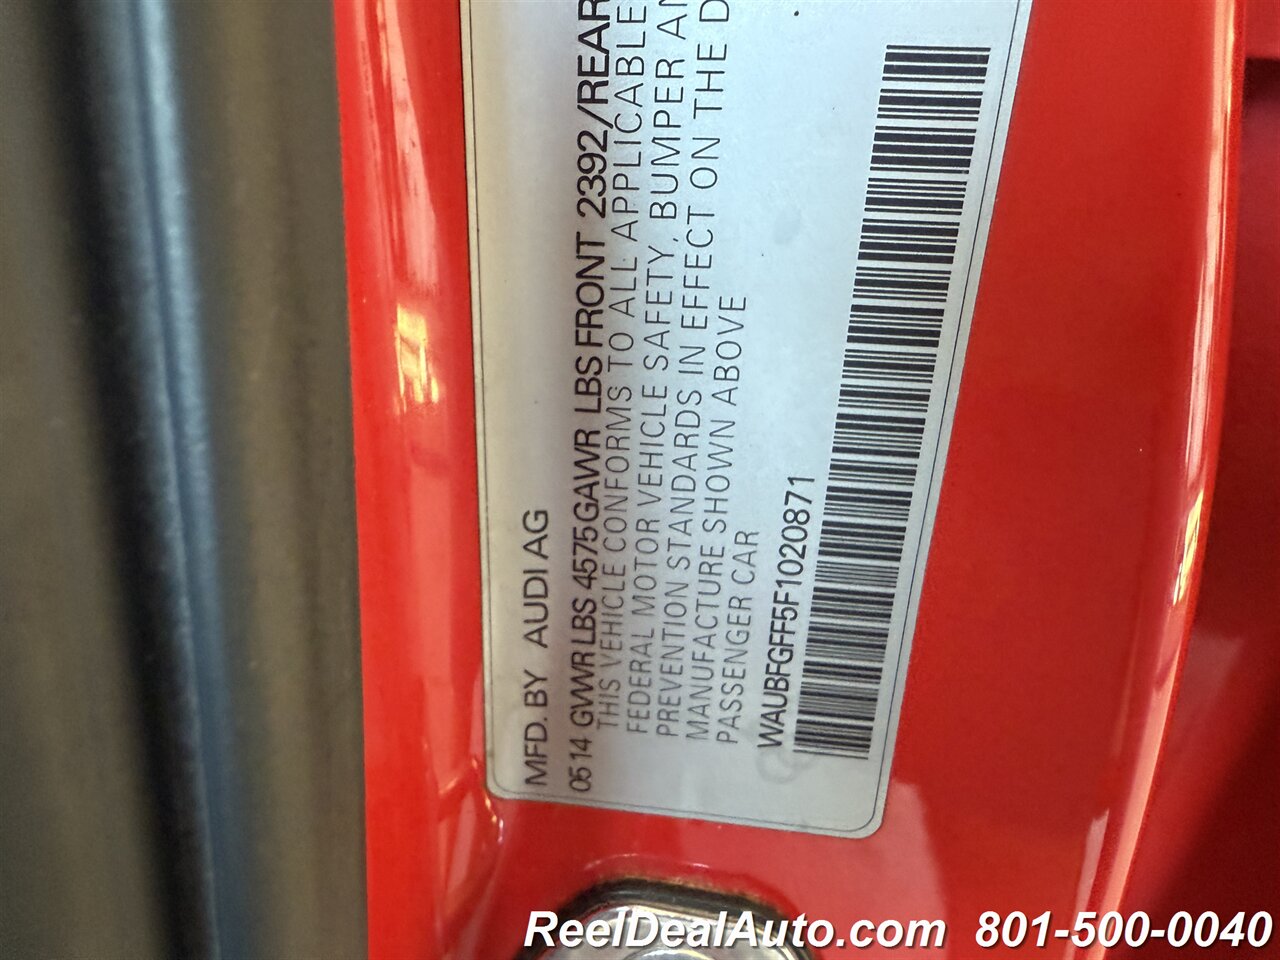 MFD. BY AUDI AG
0514 GVWR LBS 4575 GAWR LBS FRONT 2392/REAR
THIS VEHICLE CONFORMS TO ALL APPLICABLE
FEDERAL MOTOR VEHICLE SAFETY, BUMPER
PREVENTION STANDARDS IN EFFECT ON THE
MANUFACTURE SHOWN ABOVE
PASSENGER CAR
WAUBFGFF5F1020871
ReelDealAuto.com 801-500-0040